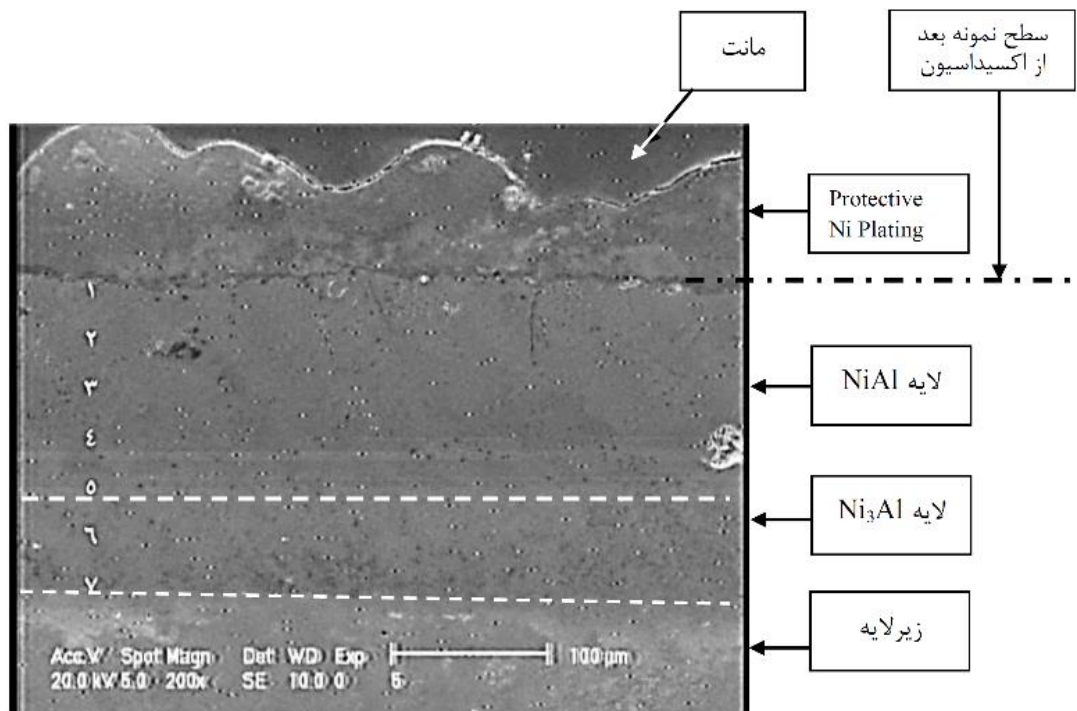 سطح نمونه بعد
از اکسیداسیون
مانت
Protective
Ni Plating
۱
۲
۳
لایه NiAl
٤
۵
لایه Ni₃Al
٦
۷
زیرلایه
Acc.V Spot Magn Det WD Exp 100 µm
20.0 kV 5.0 200x SE 10.0 0 5